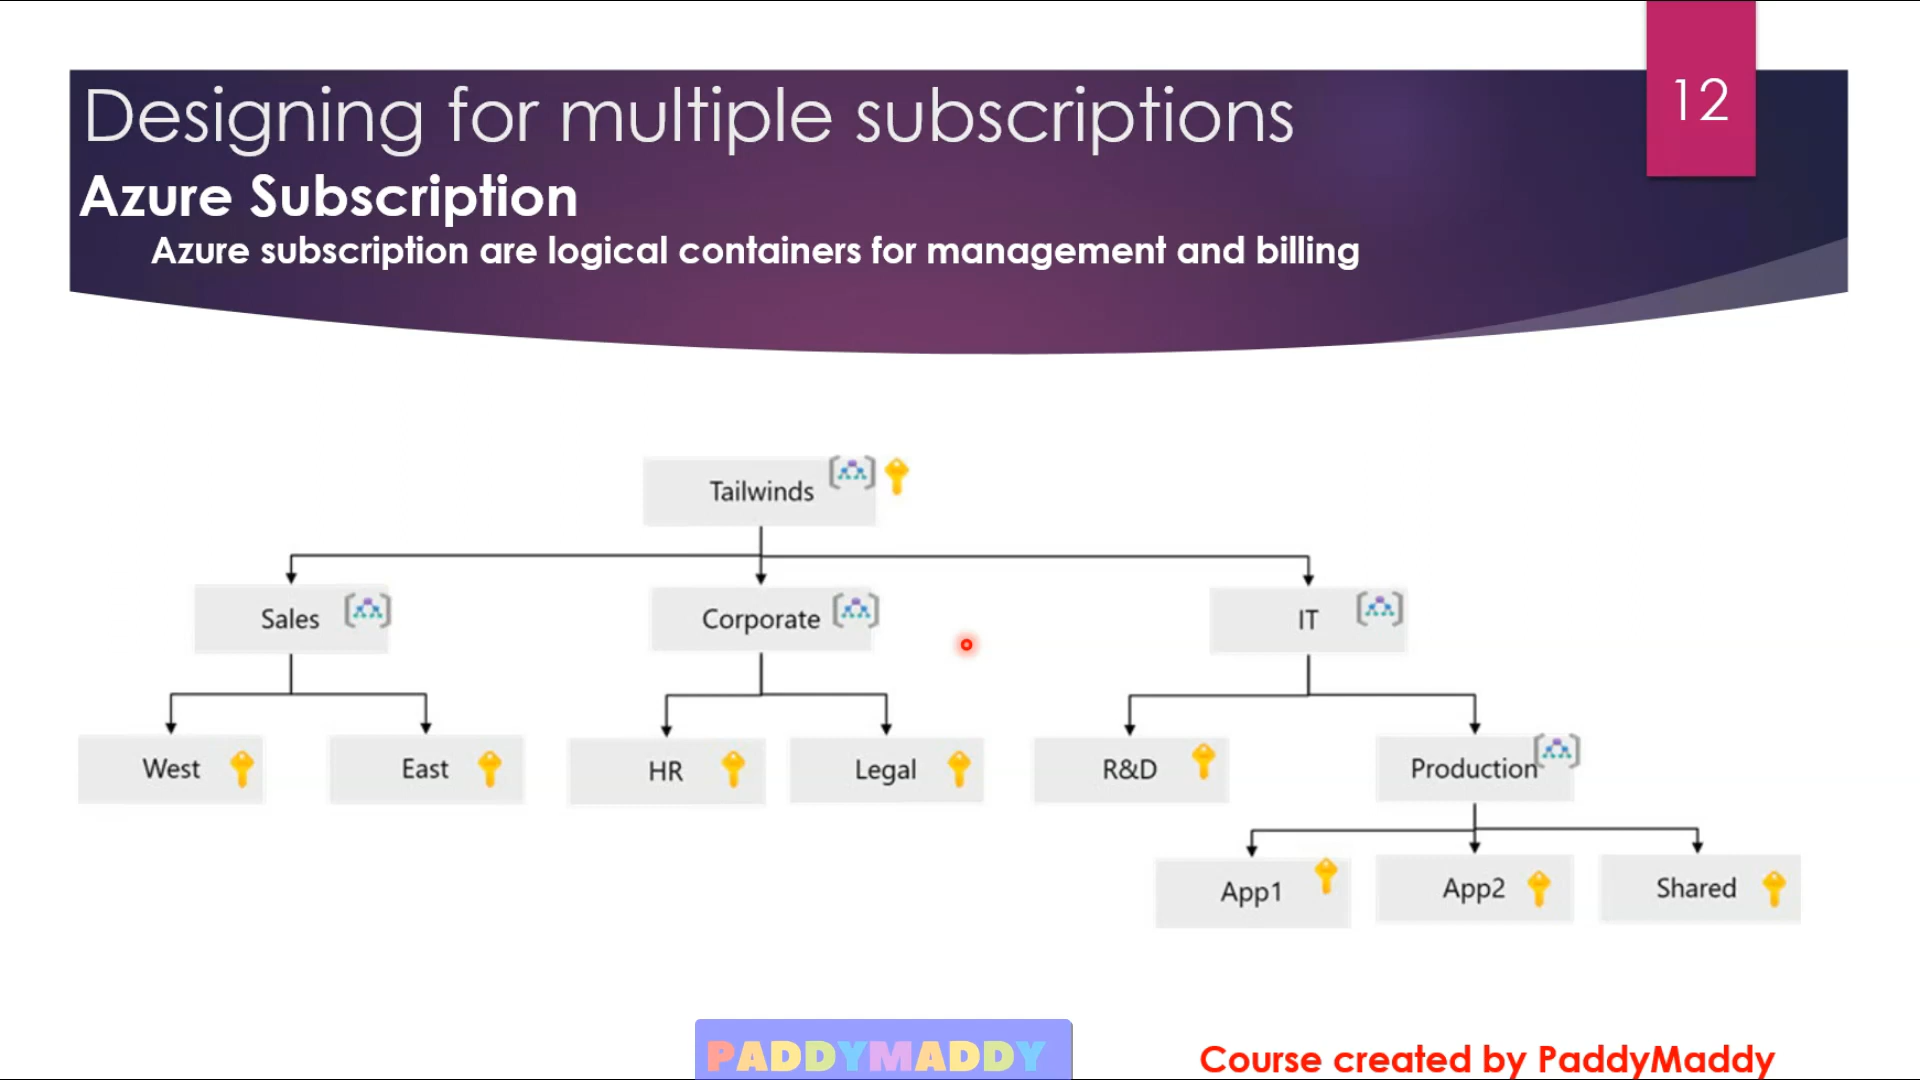 12
Designing for multiple subscriptions
Azure Subscription
Azure subscription are logical containers for management and billing
Tailwinds
Sales
Corporate
IT
West
East
HR
Legal
R&D
Production
App1
App2
Shared
PADDYMADDY
Course created by PaddyMaddy